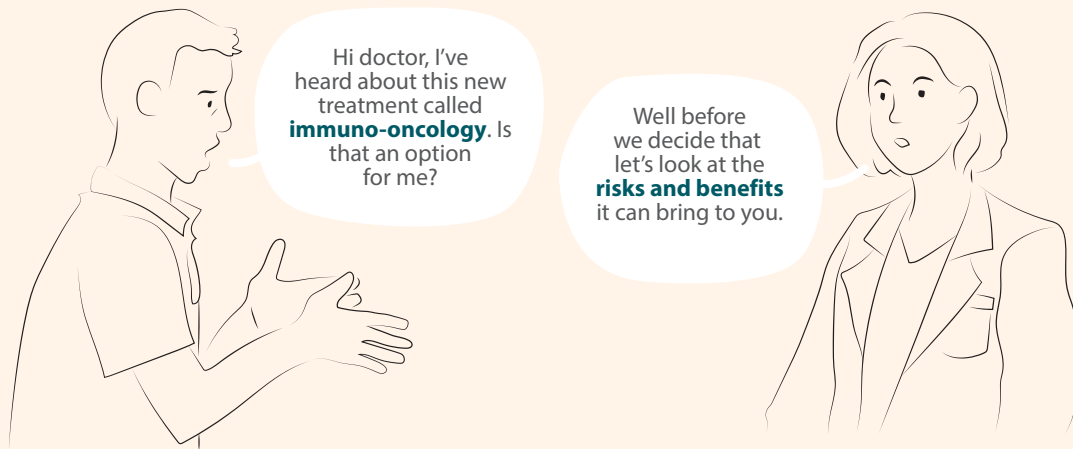 Hi doctor, I’ve
heard about this new
treatment called
immuno-oncology. Is
that an option
for me?
Well before
we decide that
let’s look at the
risks and benefits
it can bring to you.